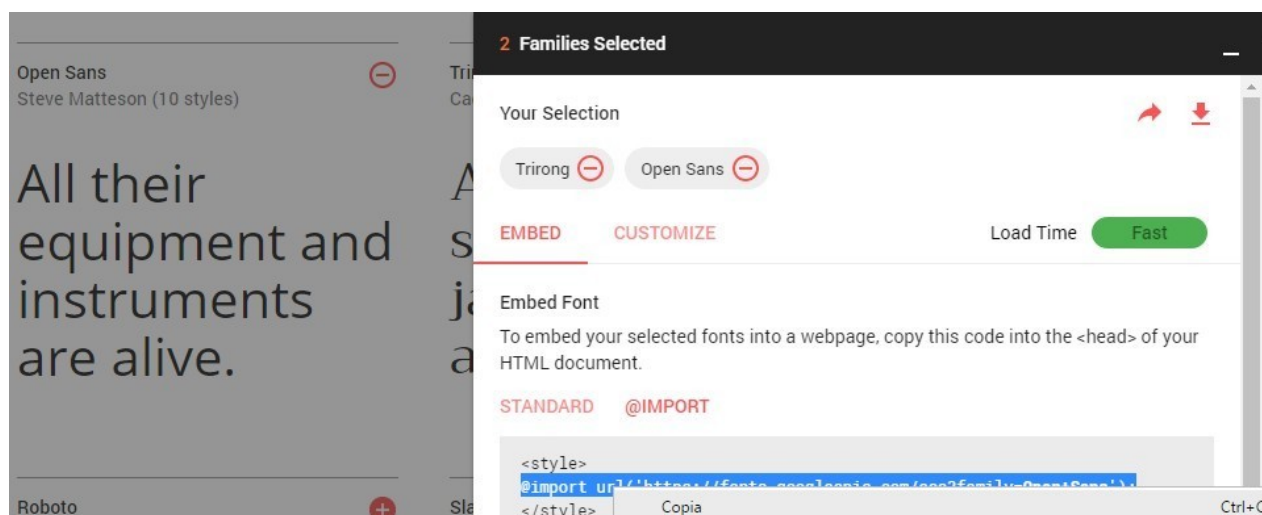 Open Sans
Steve Matteson (10 styles)
All their
equipment and
instruments
are alive.
Roboto
2 Families Selected
Your Selection
Trirong Open Sans
EMBED CUSTOMIZE Load Time Fast
Embed Font
To embed your selected fonts into a webpage, copy this code into the <head> of your
HTML document.
STANDARD @IMPORT
<style>
@import url('https://fonts.googleapis.com/css?family=Open+Sans');
</style>
Copia Ctrl+C